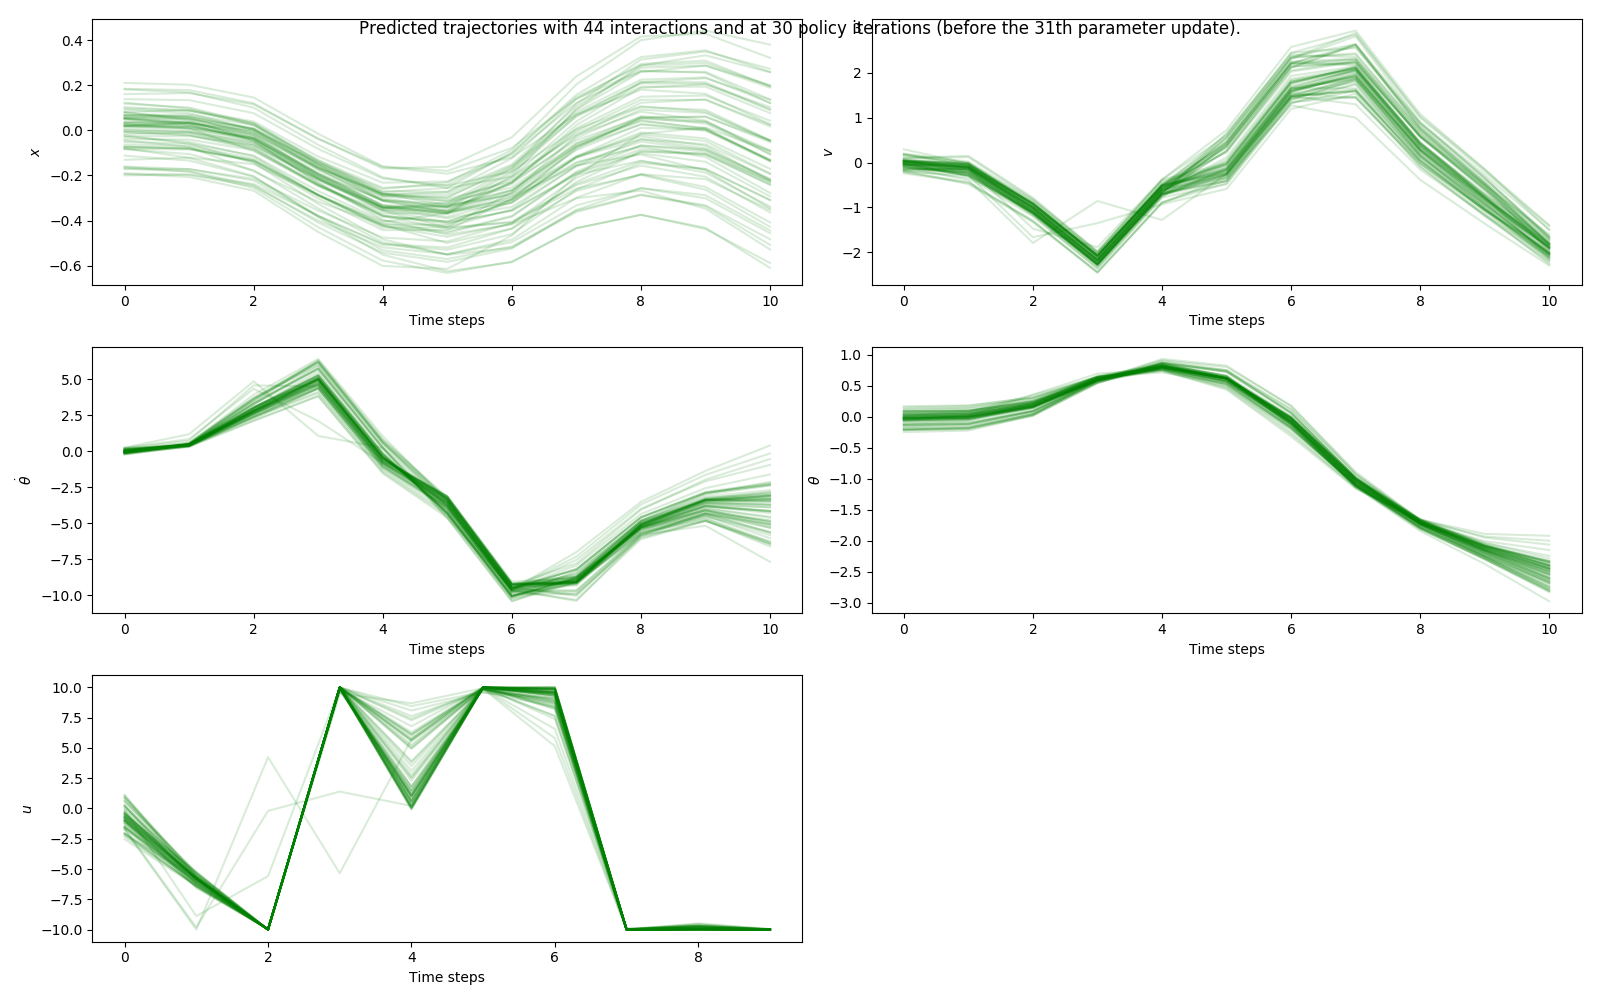 Predicted trajectories with 44 interactions and at 30 policy iterations (before the 31th parameter update).
0.4
0.2
0.0
−0.2
−0.4
−0.6
x
0 2 4 6 8 10
Time steps
3
2
1
0
−1
−2
v
0 2 4 6 8 10
Time steps
5.0
2.5
0.0
−2.5
−5.0
−7.5
−10.0
θ̇
0 2 4 6 8 10
Time steps
1.0
0.5
0.0
−0.5
−1.0
−1.5
−2.0
−2.5
−3.0
θ
0 2 4 6 8 10
Time steps
10.0
7.5
5.0
2.5
0.0
−2.5
−5.0
−7.5
−10.0
u
0 2 4 6 8
Time steps